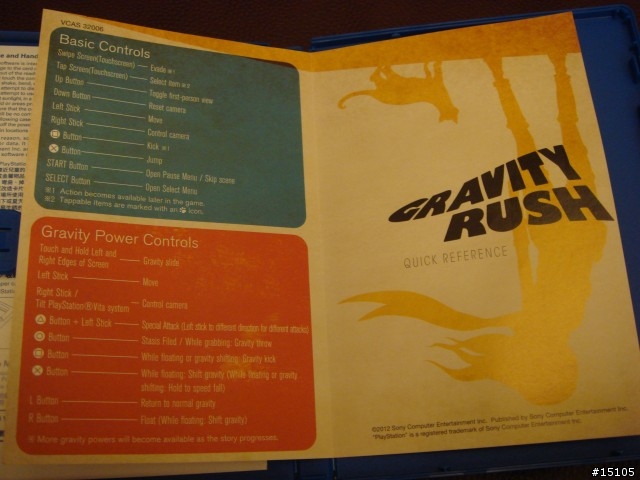 VCAS 32008
Basic Controls
Swipe Screen(Touchscreen) Evade ※1
Tap Screen(Touchscreen) Select item ※2
Up Button Toggle first-person view
Down Button Reset camera
Left Stick Move
Right Stick Control camera
□ Button Kick ※1
✕ Button Jump
START Button Open Pause Menu / Skip scene
SELECT Button Open Select Menu
※1 Action becomes available later in the game.
※2 Tappable items are marked with an icon.
Gravity Power Controls
Touch and Hold Left and
Right Edges of Screen Gravity slide
Left Stick Move
Right Stick /
Tilt PlayStation®Vita system Control camera
△ Button + Left Stick Special Attack (Left stick to different direction for different attacks)
○ Button Stasis Filed / While grabbing: Gravity throw
□ Button While floating or gravity shifting: Gravity kick
✕ Button While floating: Shift gravity (While floating or gravity
shifting: Hold to speed fall)
L Button Return to normal gravity
R Button Float (While floating: Shift gravity)
※ More gravity powers will become available as the story progresses.
GRAVITY
RUSH
QUICK REFERENCE
©2012 Sony Computer Entertainment Inc. Published by Sony Computer Entertainment Inc.
"PlayStation" is a registered trademark of Sony Computer Entertainment Inc.
#15105